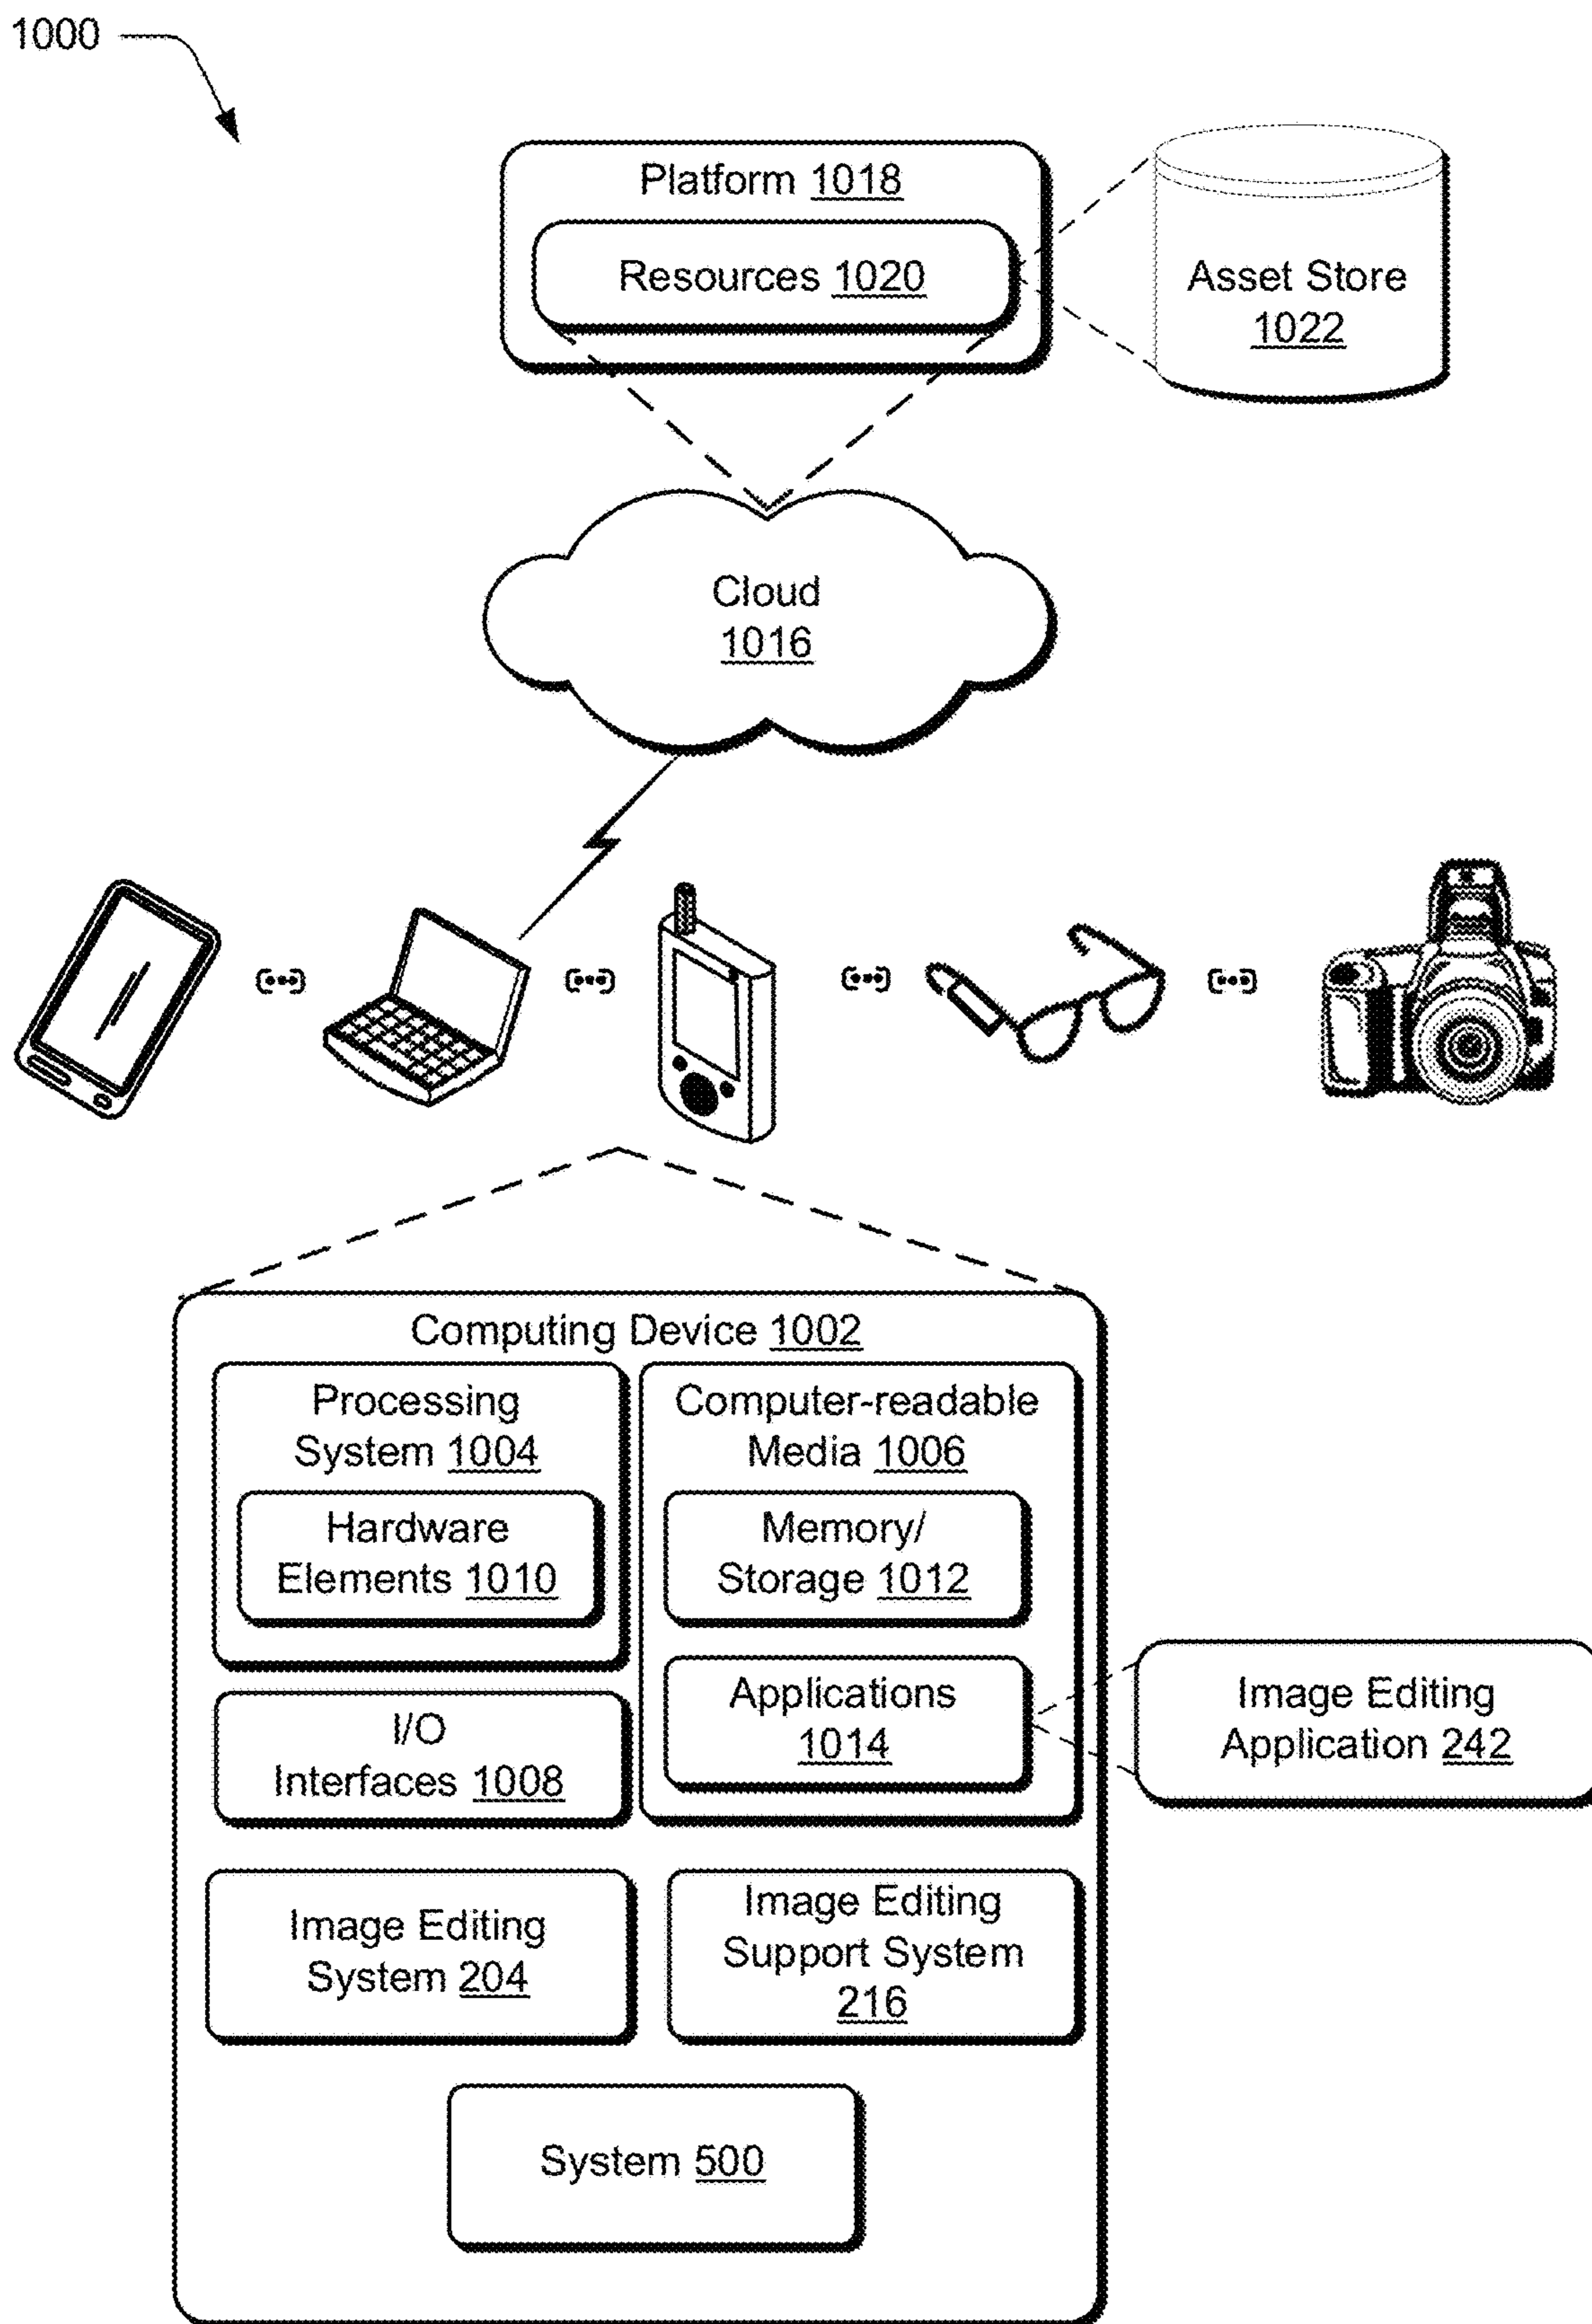 1000
Platform 1018
Resources 1020
Asset Store
1022
Cloud
1016
Computing Device 1002
Processing
System 1004
Hardware
Elements 1010
Computer-readable
Media 1006
Memory/
Storage 1012
Applications
1014
I/O
Interfaces 1008
Image Editing
Application 242
Image Editing
System 204
Image Editing
Support System
216
System 500